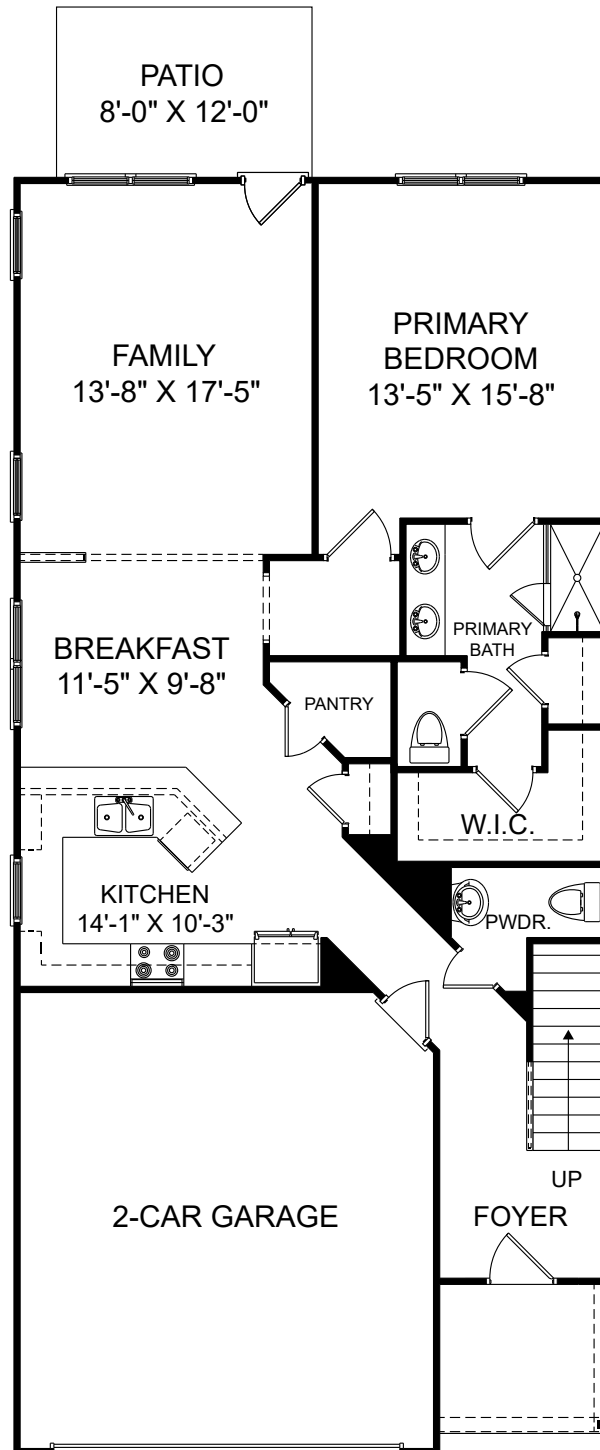 PATIO
8'-0" X 12'-0"
FAMILY
13'-8" X 17'-5"
PRIMARY
BEDROOM
13'-5" X 15'-8"
PRIMARY
BATH
BREAKFAST
11'-5" X 9'-8"
PANTRY
W.I.C.
KITCHEN
14'-1" X 10'-3"
PWDR.
UP
2-CAR GARAGE
FOYER